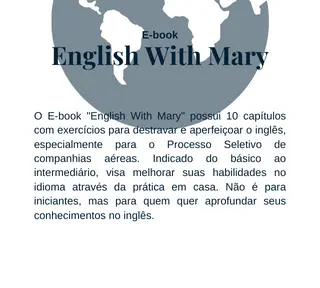 E-book
English With Mary
O E-book "English With Mary" possui 10 capítulos
com exercícios para destravar e aperfeiçoar o inglês,
especialmente para o Processo Seletivo de
companhias aéreas. Indicado do básico ao
intermediário, visa melhorar suas habilidades no
idioma através da prática em casa. Não é para
iniciantes, mas para quem quer aprofundar seus
conhecimentos no inglês.